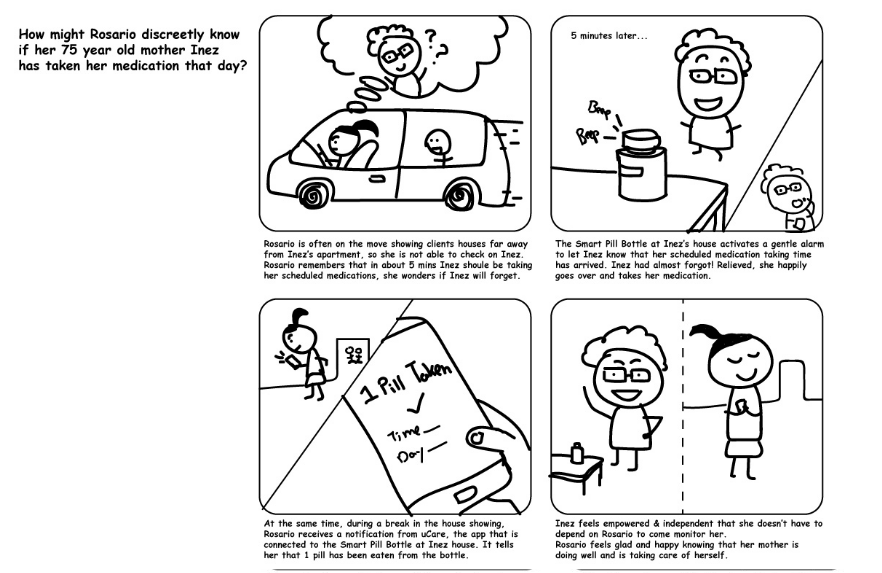 How might Rosario discreetly know
if her 75 year old mother Inez
has taken her medication that day?
? ? ?
Rosario is often on the move showing clients houses far away
from Inez's apartment, so she is not able to check on Inez.
Rosario remembers that in about 5 mins Inez shoule be taking
her scheduled medications, she wonders if Inez will forget.
5 minutes later...
Beep
Beep
The Smart Pill Bottle at Inez's house activates a gentle alarm
to let Inez know that her scheduled medication taking time
has arrived. Inez had almost forgot! Relieved, she happily
goes over and takes her medication.
1 Pill Taken
Time
Day
At the same time, during a break in the house showing,
Rosario receives a notification from uCare, the app that is
connected to the Smart Pill Bottle at Inez house. It tells
her that 1 pill has been eaten from the bottle.
Inez feels empowered & independent that she doesn't have to
depend on Rosario to come monitor her.
Rosario feels glad and happy knowing that her mother is
doing well and is taking care of herself.